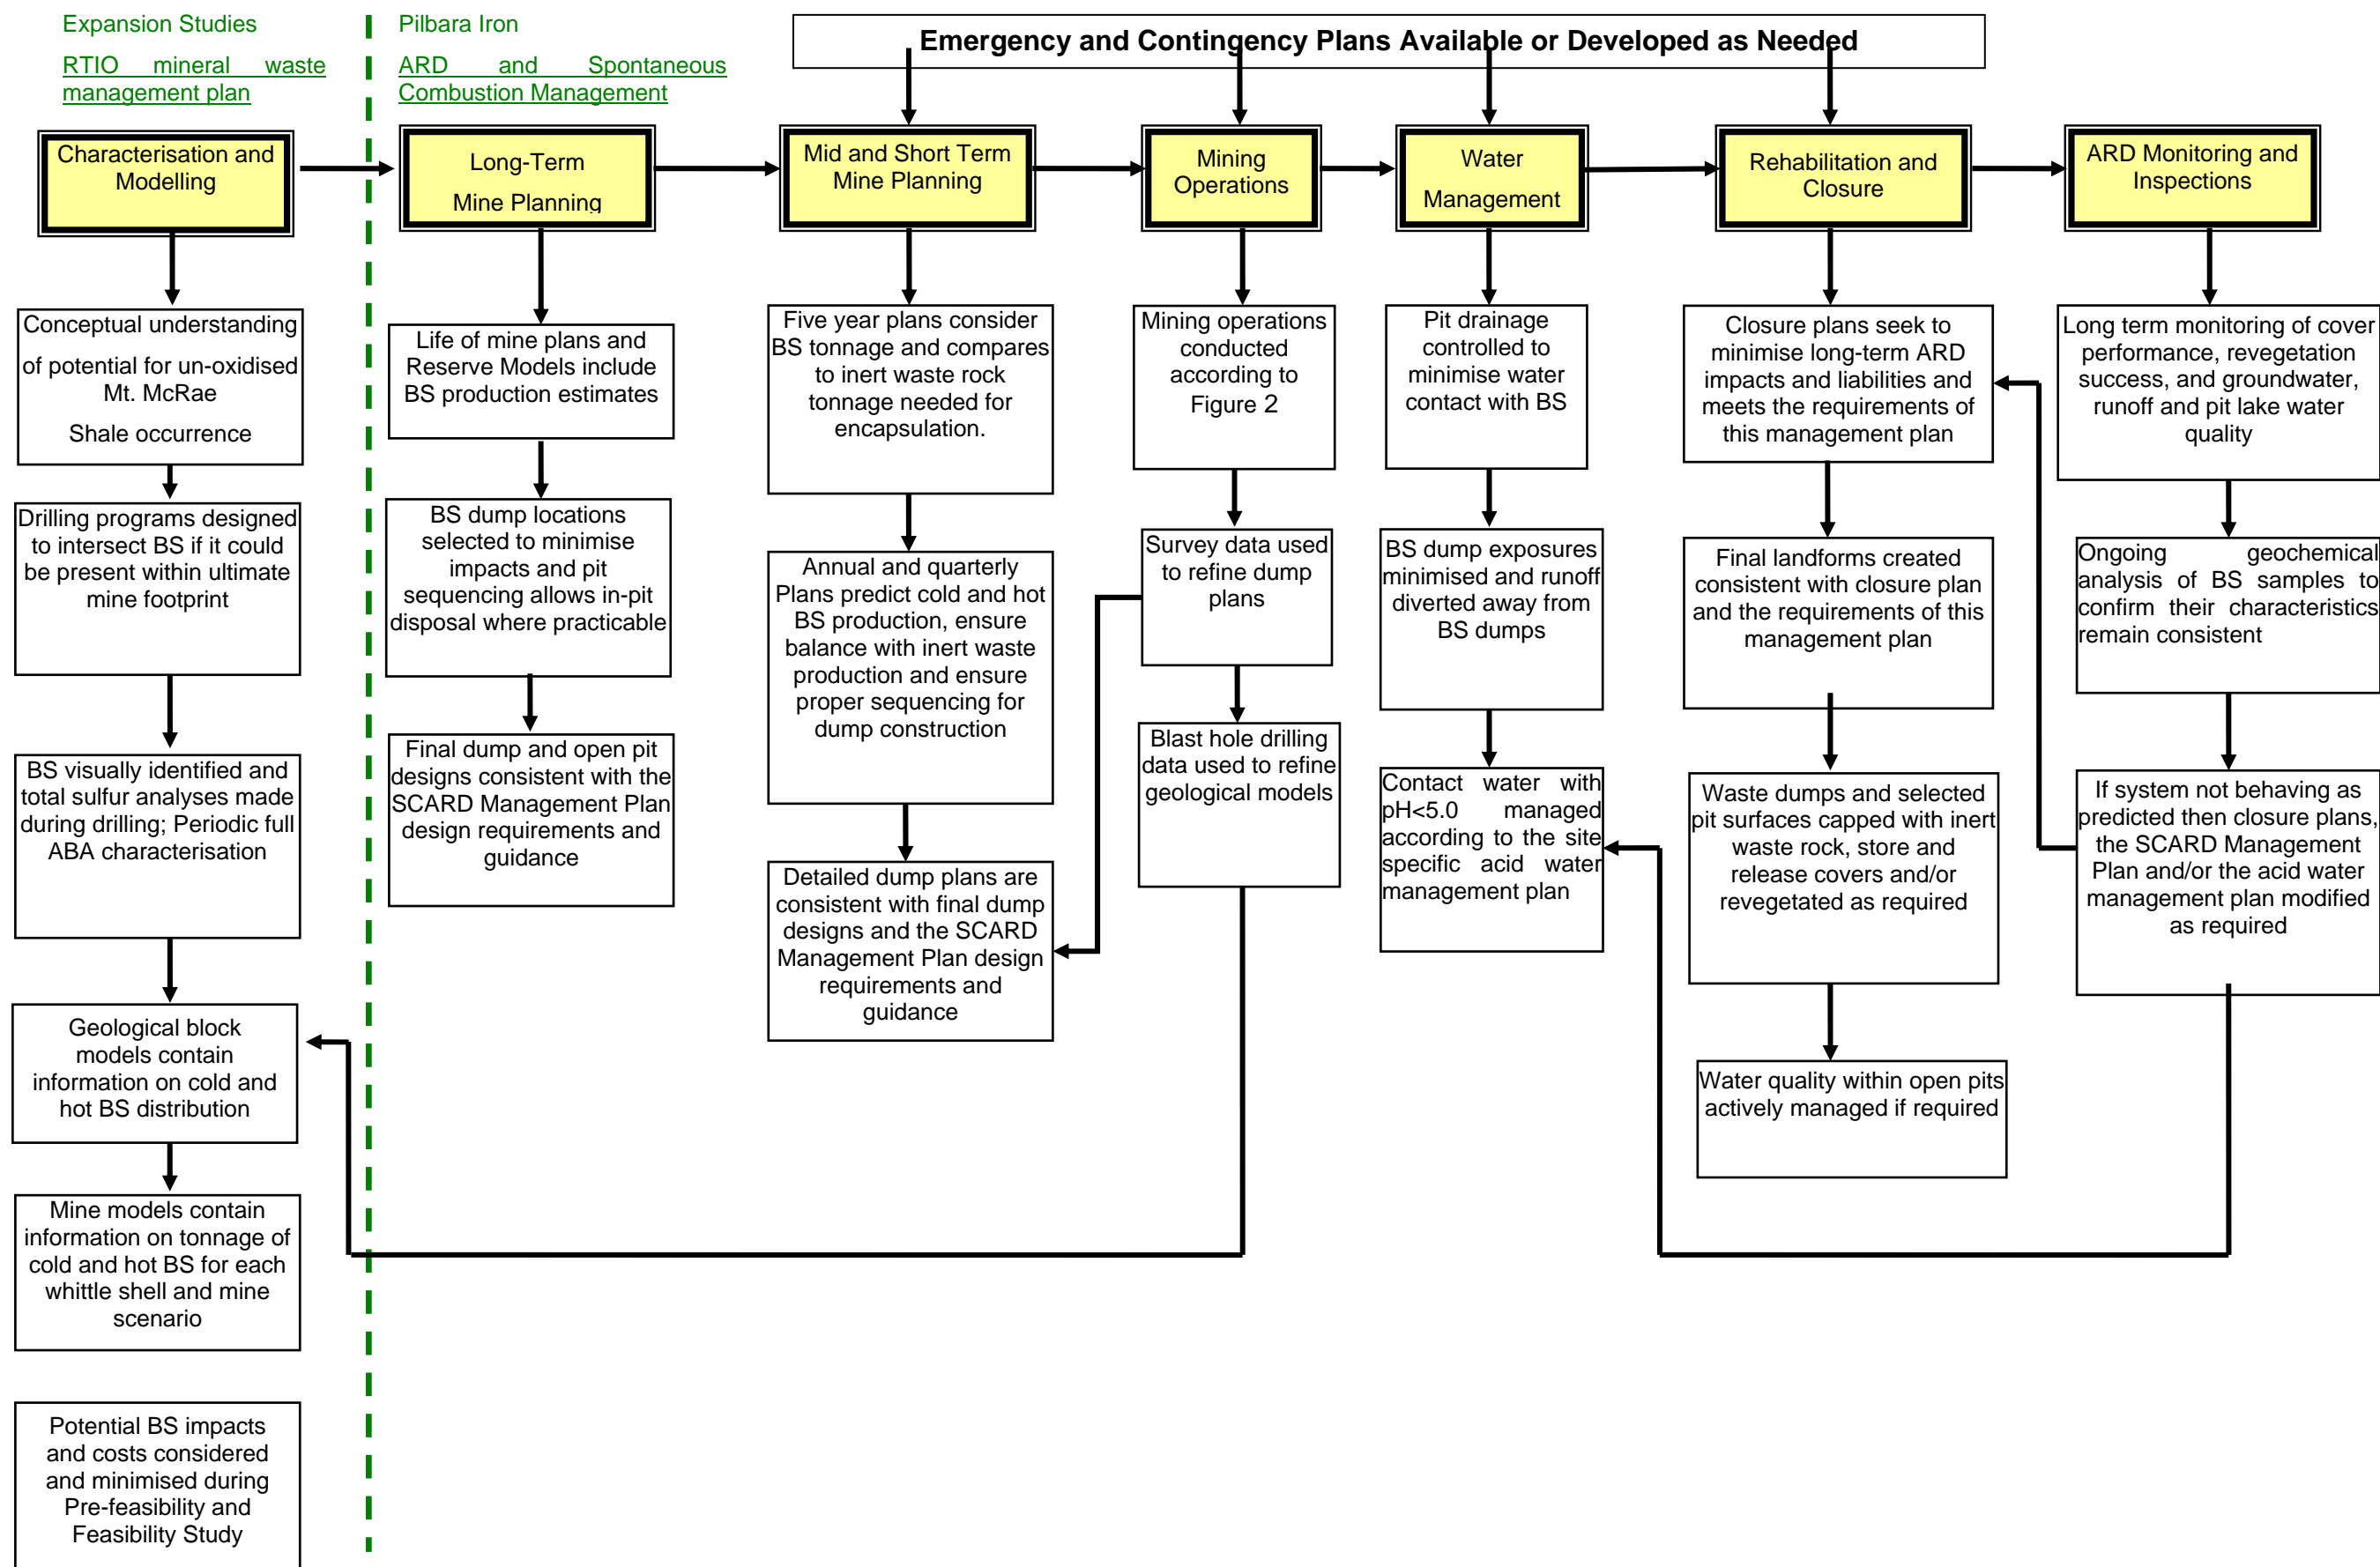 Expansion Studies
RTIO mineral waste
management plan
Pilbara Iron
ARD and Spontaneous
Combustion Management
Emergency and Contingency Plans Available or Developed as Needed
Characterisation and
Modelling
Long-Term
Mine Planning
Mid and Short Term
Mine Planning
Mining
Operations
Water
Management
Rehabilitation and
Closure
ARD Monitoring and
Inspections
Conceptual understanding
of potential for un-oxidised
Mt. McRae
Shale occurrence
Drilling programs designed
to intersect BS if it could
be present within ultimate
mine footprint
BS visually identified and
total sulfur analyses made
during drilling; Periodic full
ABA characterisation
Geological block
models contain
information on cold and
hot BS distribution
Mine models contain
information on tonnage of
cold and hot BS for each
whittle shell and mine
scenario
Potential BS impacts
and costs considered
and minimised during
Pre-feasibility and
Feasibility Study
Life of mine plans and
Reserve Models include
BS production estimates
BS dump locations
selected to minimise
impacts and pit
sequencing allows in-pit
disposal where practicable
Final dump and open pit
designs consistent with the
SCARD Management Plan
design requirements and
guidance
Five year plans consider
BS tonnage and compares
to inert waste rock
tonnage needed for
encapsulation.
Annual and quarterly
Plans predict cold and hot
BS production, ensure
balance with inert waste
production and ensure
proper sequencing for
dump construction
Detailed dump plans are
consistent with final dump
designs and the SCARD
Management Plan design
requirements and
guidance
Mining operations
conducted
according to
Figure 2
Survey data used
to refine dump
plans
Blast hole drilling
data used to refine
geological models
Pit drainage
controlled to
minimise water
contact with BS
BS dump exposures
minimised and runoff
diverted away from
BS dumps
Contact water with
pH<5.0 managed
according to the site
specific acid water
management plan
Closure plans seek to
minimise long-term ARD
impacts and liabilities and
meets the requirements of
this management plan
Final landforms created
consistent with closure plan
and the requirements of this
management plan
Waste dumps and selected
pit surfaces capped with inert
waste rock, store and
release covers and/or
revegetated as required
Water quality within open pits
actively managed if required
Long term monitoring of cover
performance, revegetation
success, and groundwater,
runoff and pit lake water
quality
Ongoing geochemical
analysis of BS samples to
confirm their characteristics
remain consistent
If system not behaving as
predicted then closure plans,
the SCARD Management
Plan and/or the acid water
management plan modified
as required